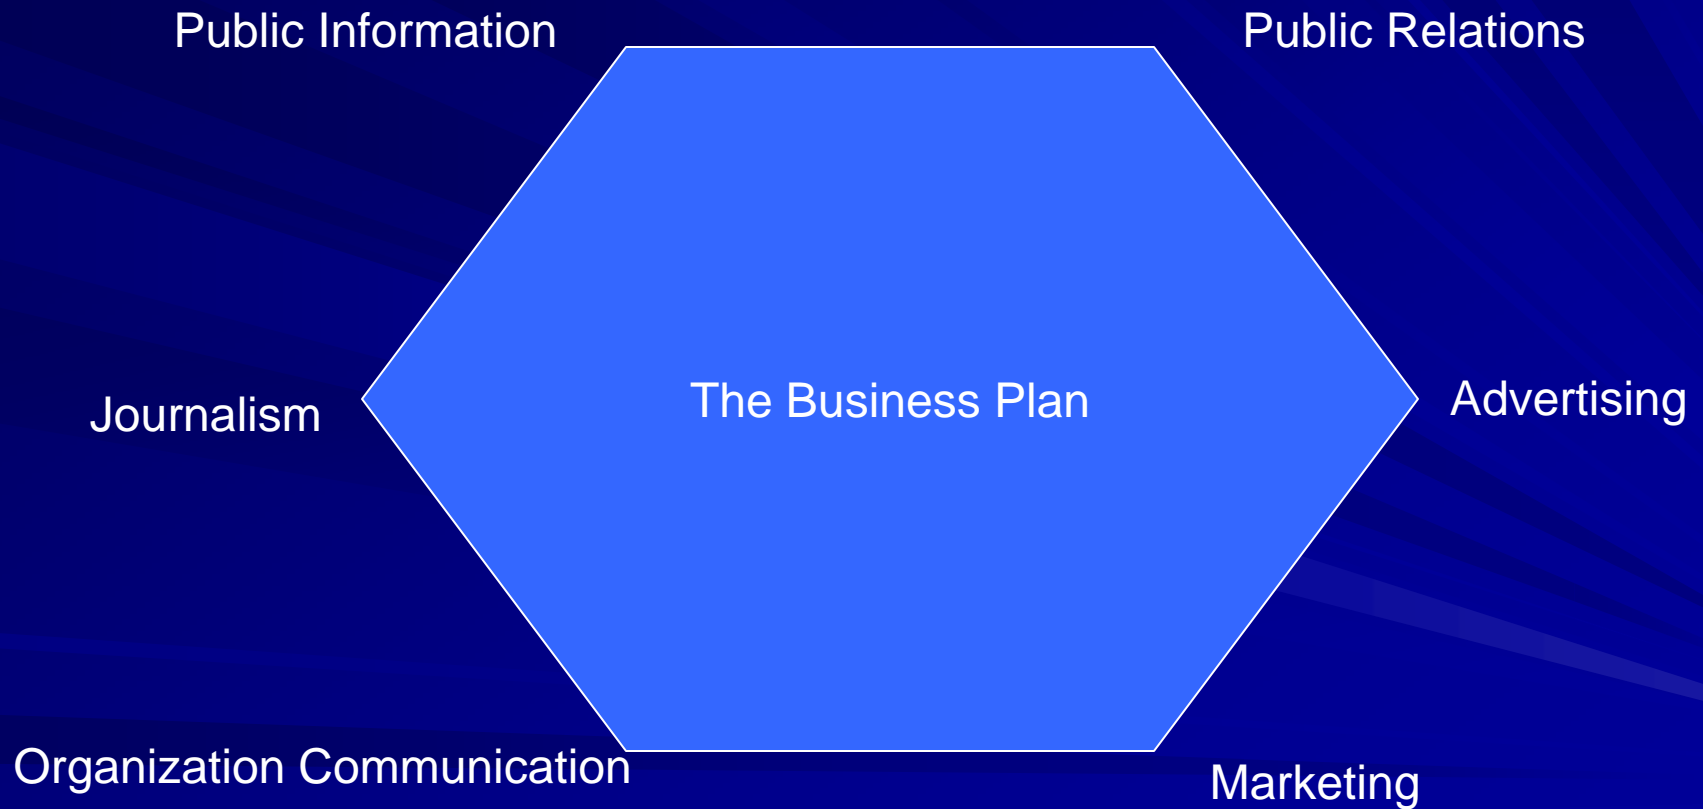 Public Information
Public Relations
Journalism
The Business Plan
Advertising
Organization Communication
Marketing